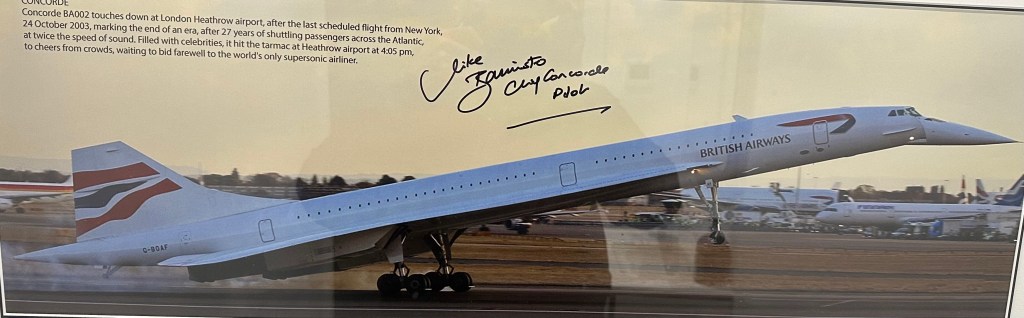 CONCORDE
Concorde BA002 touches down at London Heathrow airport, after the last scheduled flight from New York,
24 October 2003, marking the end of an era, after 27 years of shuttling passengers across the Atlantic,
at twice the speed of sound. Filled with celebrities, it hit the tarmac at Heathrow airport at 4:05 pm,
to cheers from crowds, waiting to bid farewell to the world's only supersonic airliner.
Mike
Bannister
Chief Concorde
Pilot
BRITISH AIRWAYS